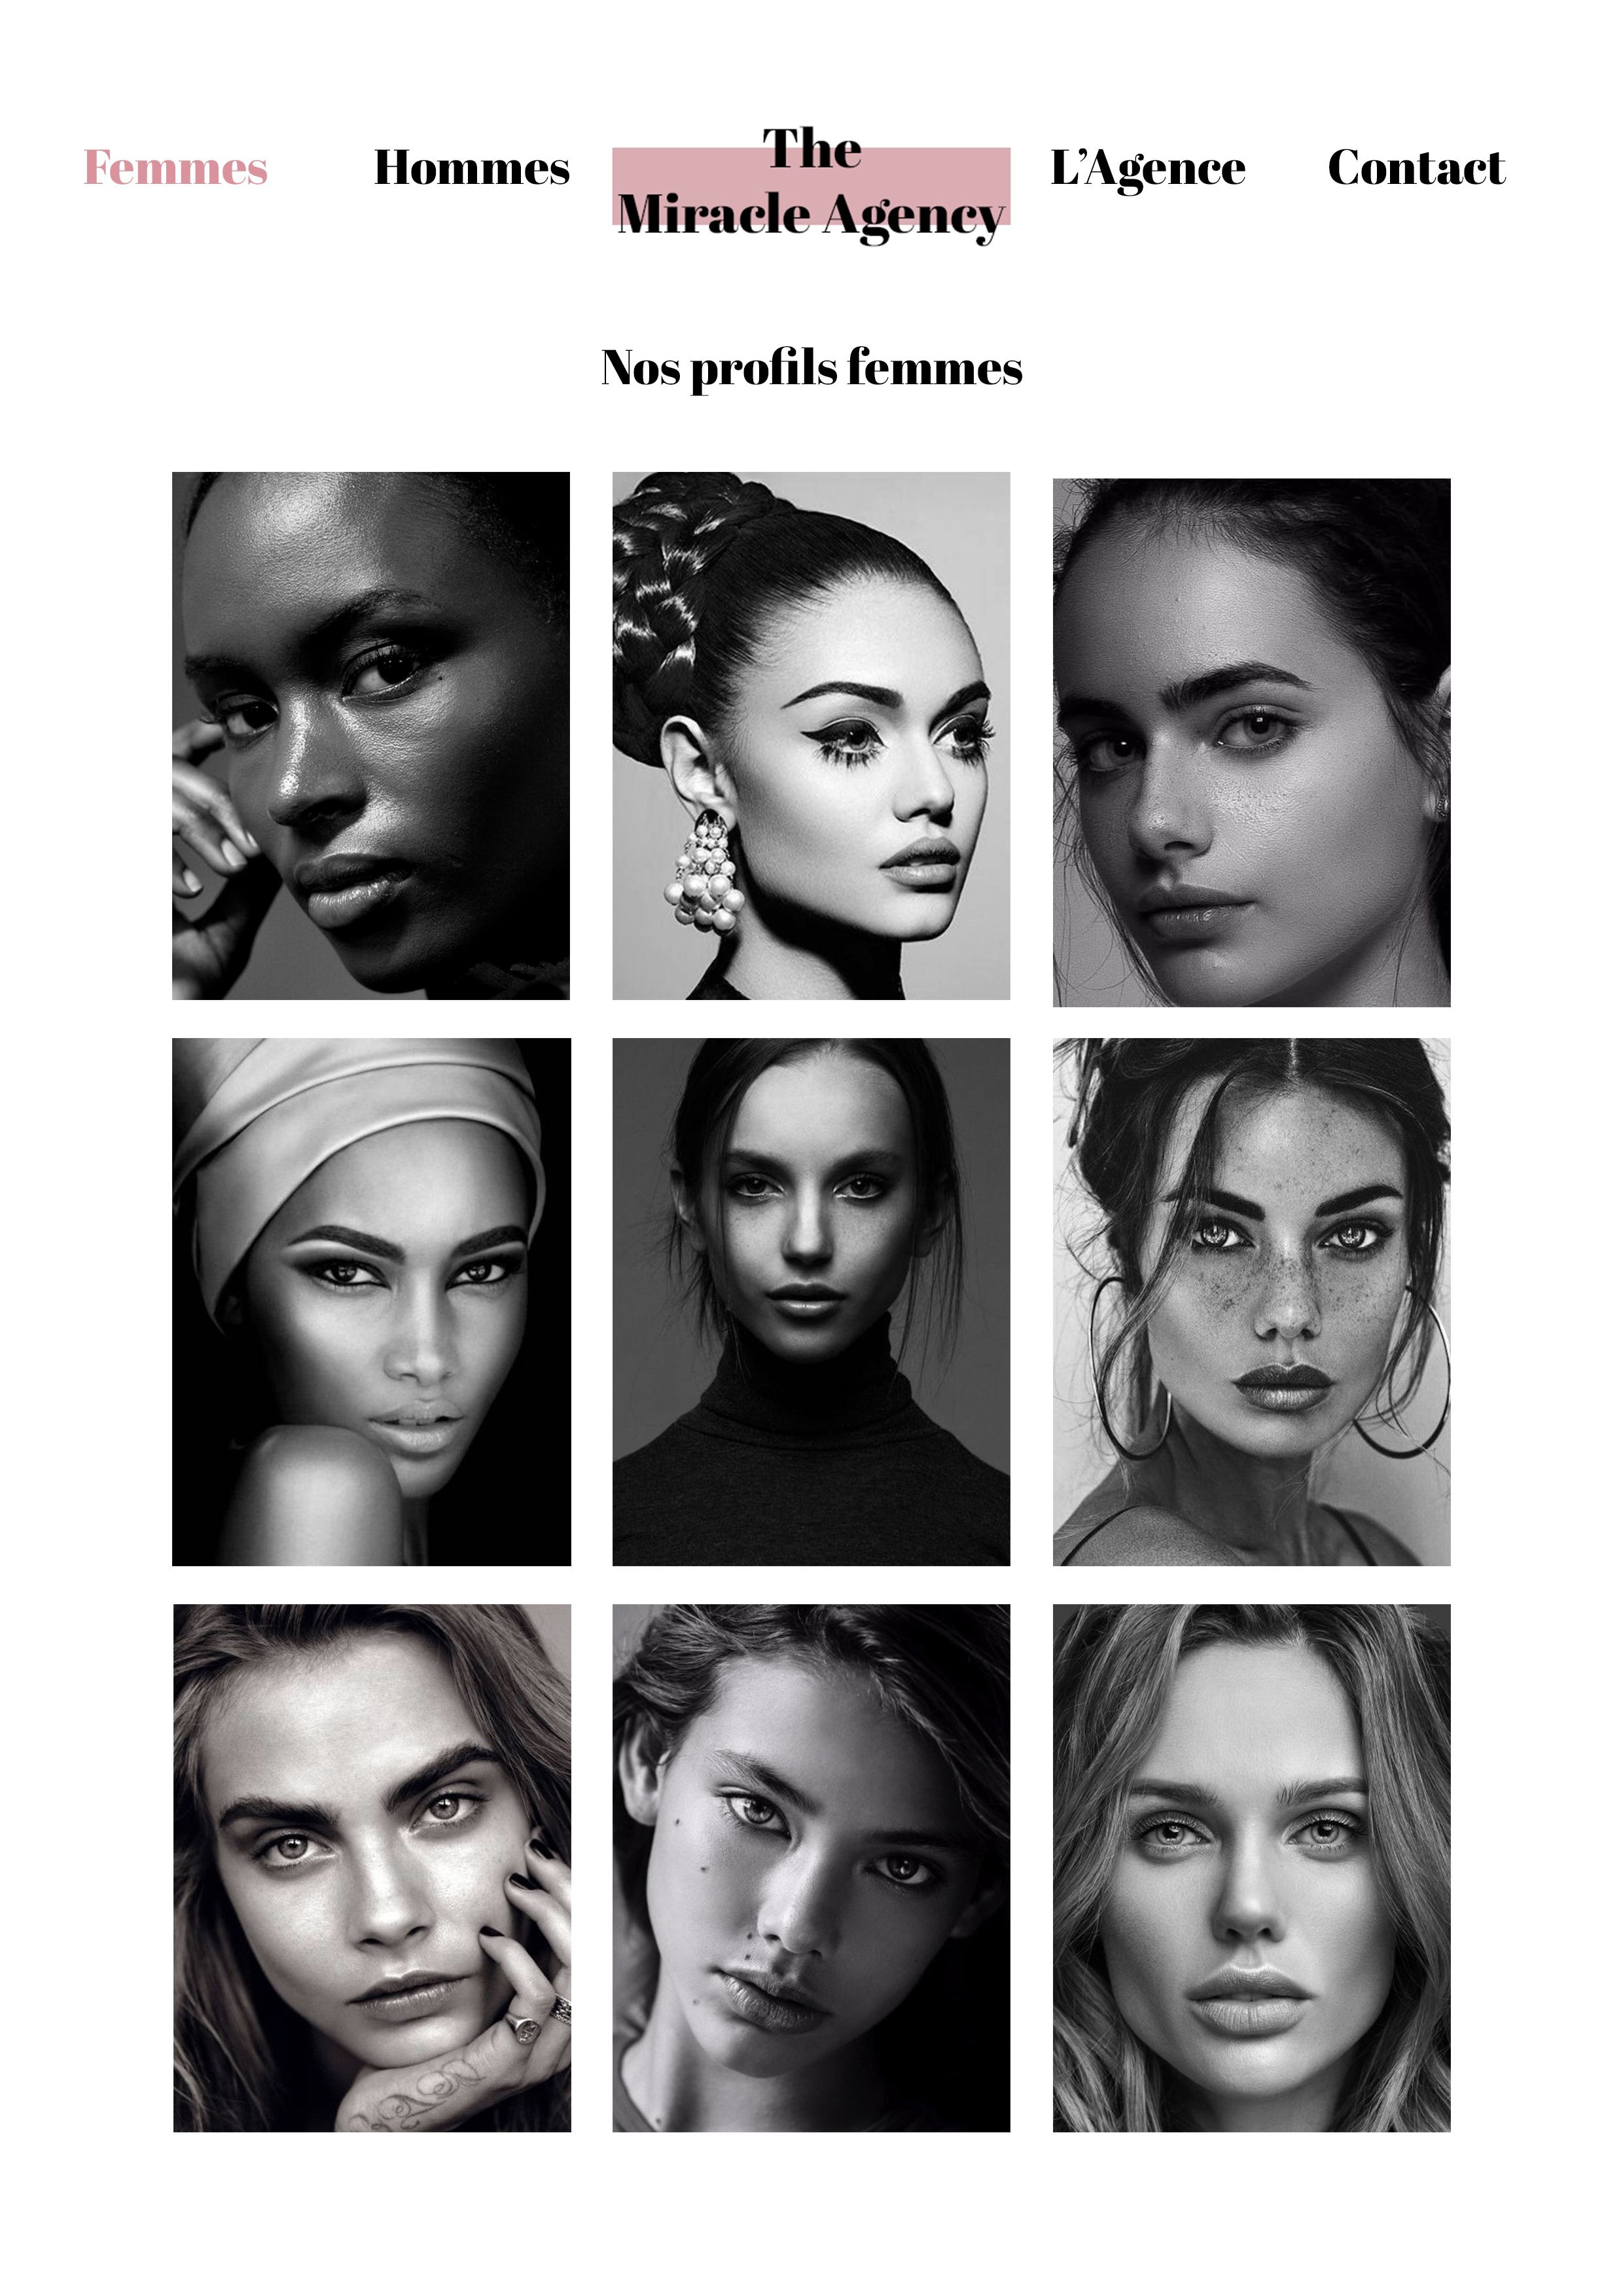 Femmes
Hommes
The
Miracle Agency
L’Agence
Contact
Nos profils femmes